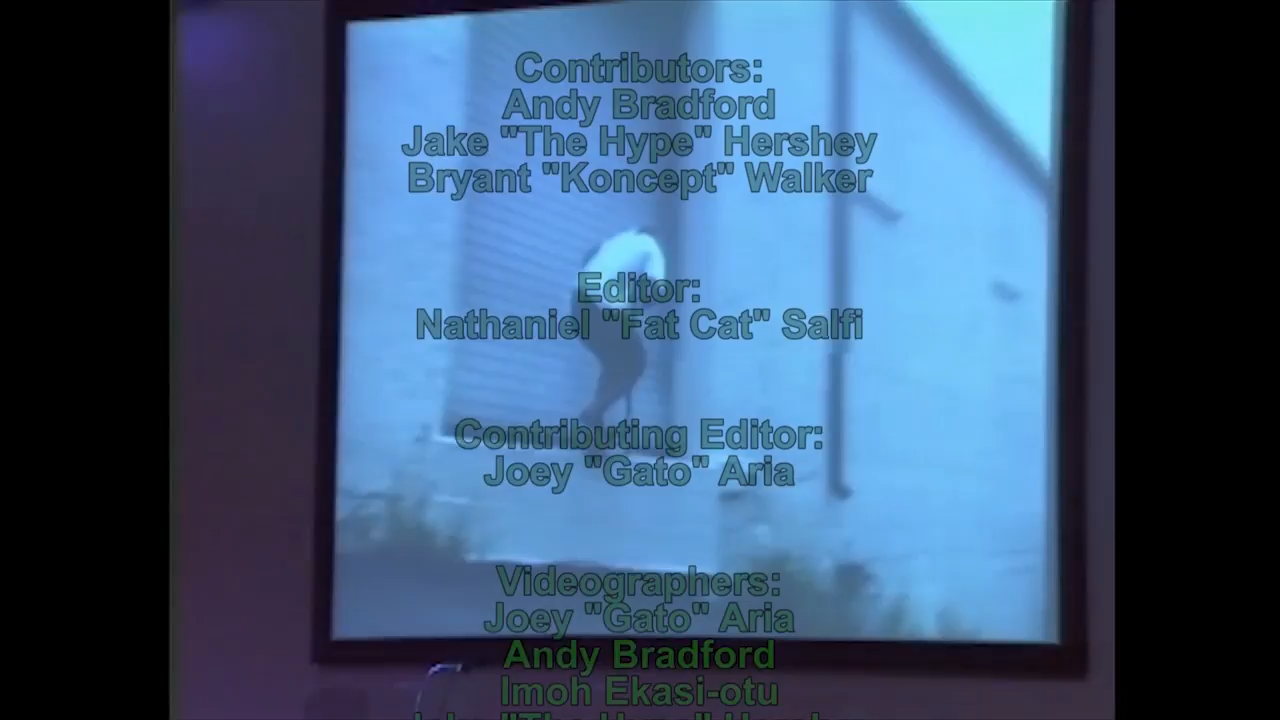 Contributors:
Andy Bradford
Jake "The Hype" Hershey
Bryant "Koncept" Walker
Editor:
Nathaniel "Fat Cat" Salfi
Contributing Editor:
Joey "Gato" Aria
Videographers:
Joey "Gato" Aria
Andy Bradford
Imoh Ekasi-otu